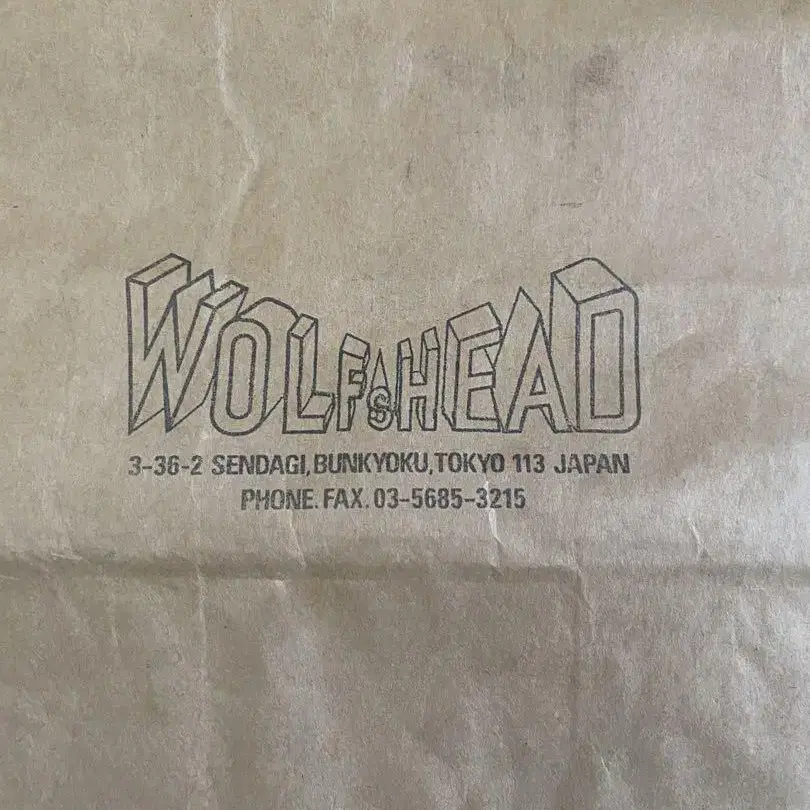 WOLF'S HEAD
3-36-2 SENDAGI,BUNKYOKU,TOKYO 113 JAPAN
PHONE.FAX.03-5685-3215